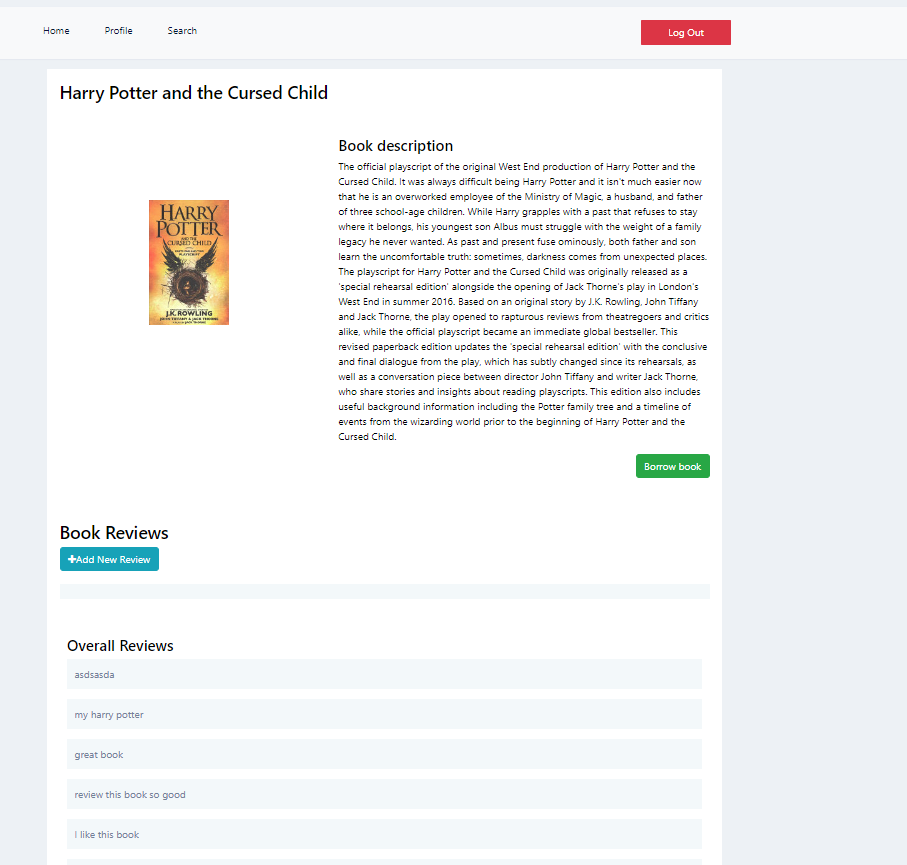 Home Profile Search Log Out
Harry Potter and the Cursed Child
HARRY
POTTER
AND THE
CURSED CHILD
J.K.ROWLING
JOHN TIFFANY & JACK THORNE
Book description
The official playscript of the original West End production of Harry Potter and the
Cursed Child. It was always difficult being Harry Potter and it isn't much easier now
that he is an overworked employee of the Ministry of Magic, a husband, and father
of three school-age children. While Harry grapples with a past that refuses to stay
where it belongs, his youngest son Albus must struggle with the weight of a family
legacy he never wanted. As past and present fuse ominously, both father and son
learn the uncomfortable truth: sometimes, darkness comes from unexpected places.
The playscript for Harry Potter and the Cursed Child was originally released as a
'special rehearsal edition' alongside the opening of Jack Thorne's play in London's
West End in summer 2016. Based on an original story by J.K. Rowling, John Tiffany
and Jack Thorne, the play opened to rapturous reviews from theatregoers and critics
alike, while the official playscript became an immediate global bestseller. This
revised paperback edition updates the 'special rehearsal edition' with the conclusive
and final dialogue from the play, which has subtly changed since its rehearsals, as
well as a conversation piece between director John Tiffany and writer Jack Thorne,
who share stories and insights about reading playscripts. This edition also includes
useful background information including the Potter family tree and a timeline of
events from the wizarding world prior to the beginning of Harry Potter and the
Cursed Child.
Borrow book
Book Reviews
Add New Review
Overall Reviews
asdsasda
my harry potter
great book
review this book so good
I like this book